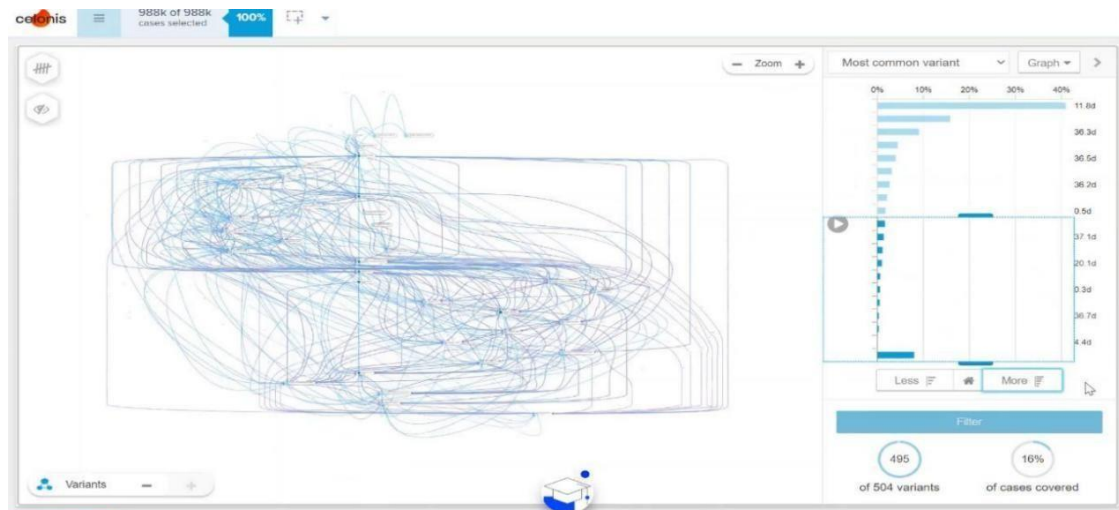 celonis
988k of 988k
cases selected
100%
Zoom
Most common variant
Graph
0% 10% 20% 30% 40%
11.8d
36.3d
36.5d
36.2d
0.5d
37.1d
20.1d
0.3d
36.7d
4.4d
Less
More
Filter
495
of 504 variants
16%
of cases covered
Variants